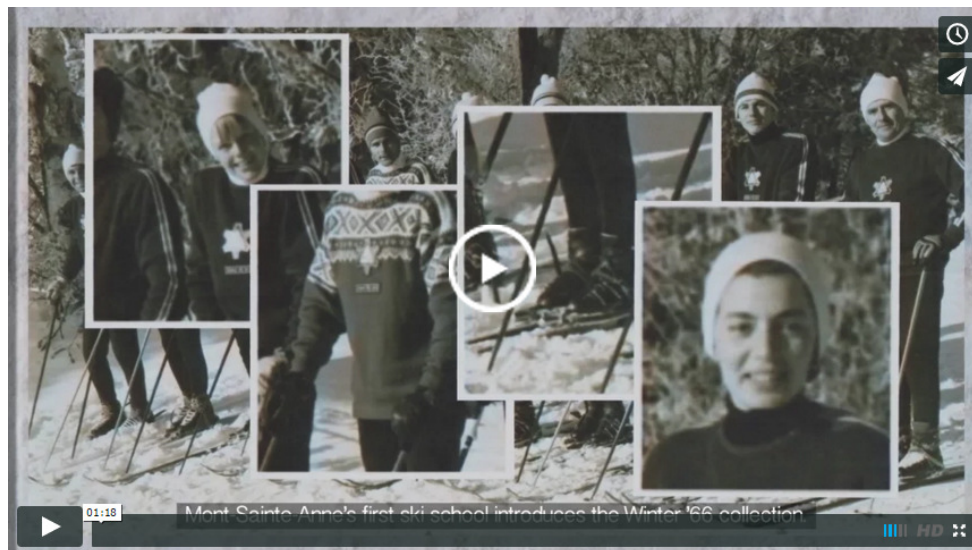 Mont-Sainte-Anne's first ski school introduces the Winter '66 collection.
01:18
HD